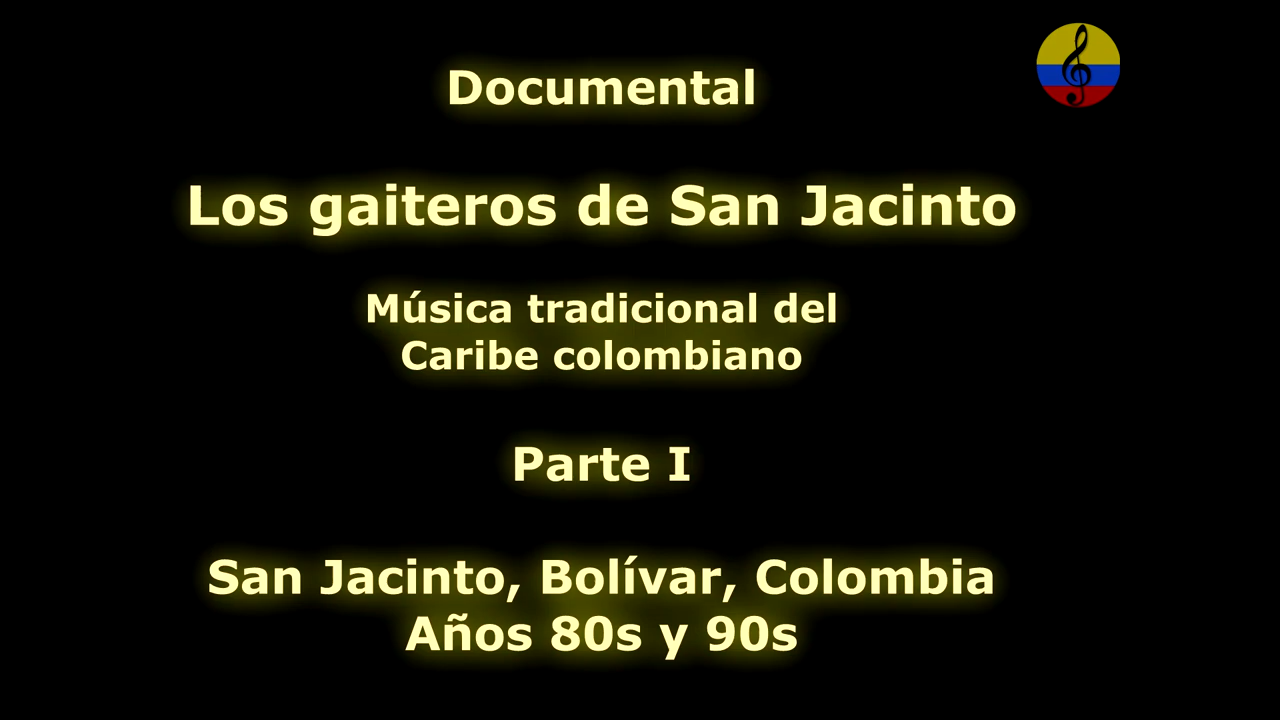 Documental
Los gaiteros de San Jacinto
Música tradicional del
Caribe colombiano
Parte I
San Jacinto, Bolívar, Colombia
Años 80s y 90s